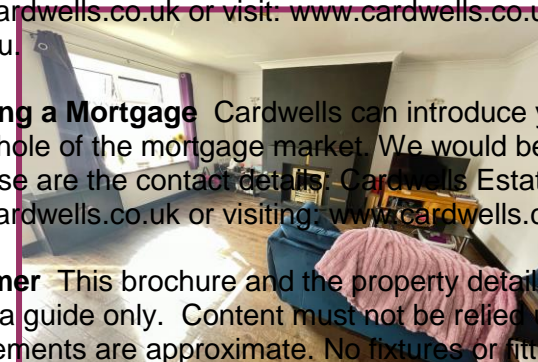 ardwells.co.uk or visit: www.cardwells.co.u
u.
ng a Mortgage  Cardwells can introduce y
hole of the mortgage market. We would be
se are the contact details: Cardwells Estat
ardwells.co.uk or visiting: www.cardwells.c
mer  This brochure and the property detail
a guide only.  Content must not be relied u
ements are approximate. No fixtures or fitt